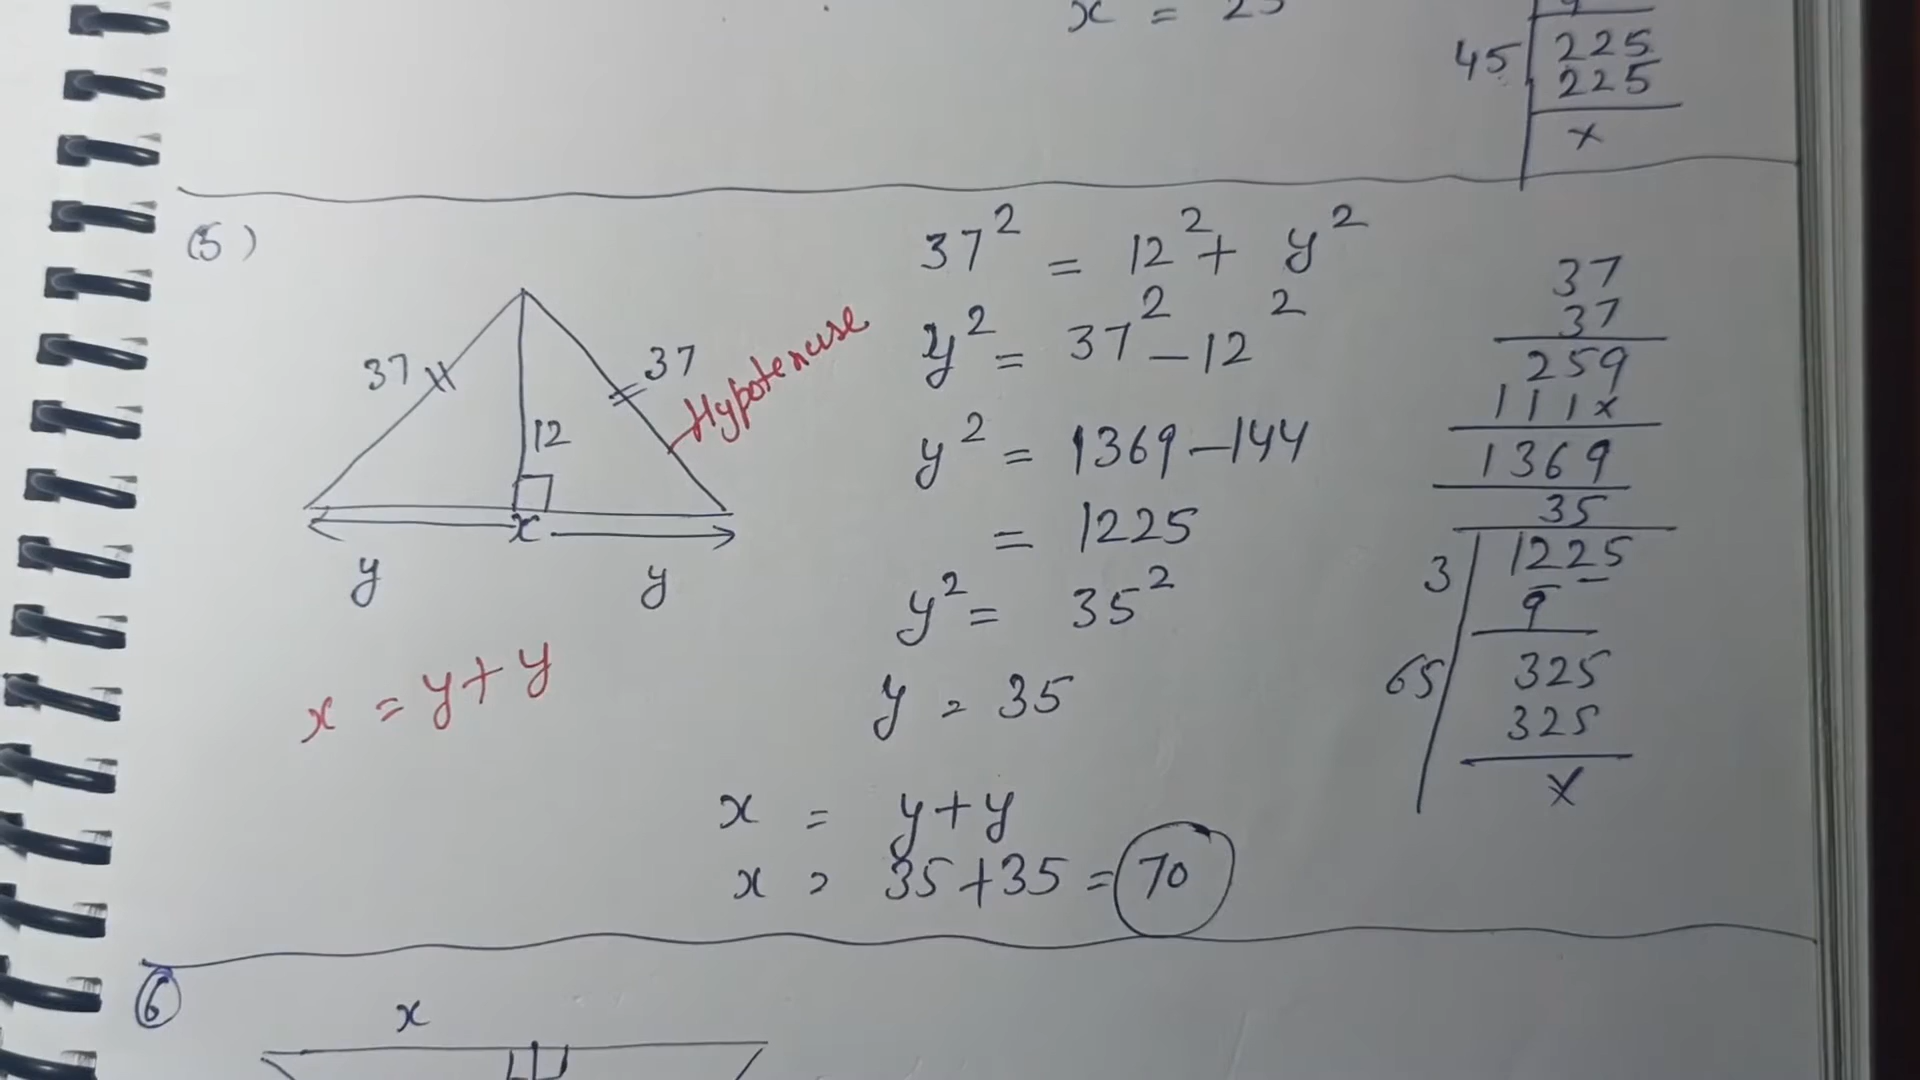 x = 25
45 225
225
x
(5)
37
37
Hypotenuse
12
x
y
y
x = y + y
37² = 12² + y²
y² = 37² - 12²
y² = 1369 - 144
= 1225
y² = 35²
y = 35
x = y + y
x = 35 + 35 = 70
37
37
259
111x
1369
35
3 1225
9
65 325
325
x
6
x